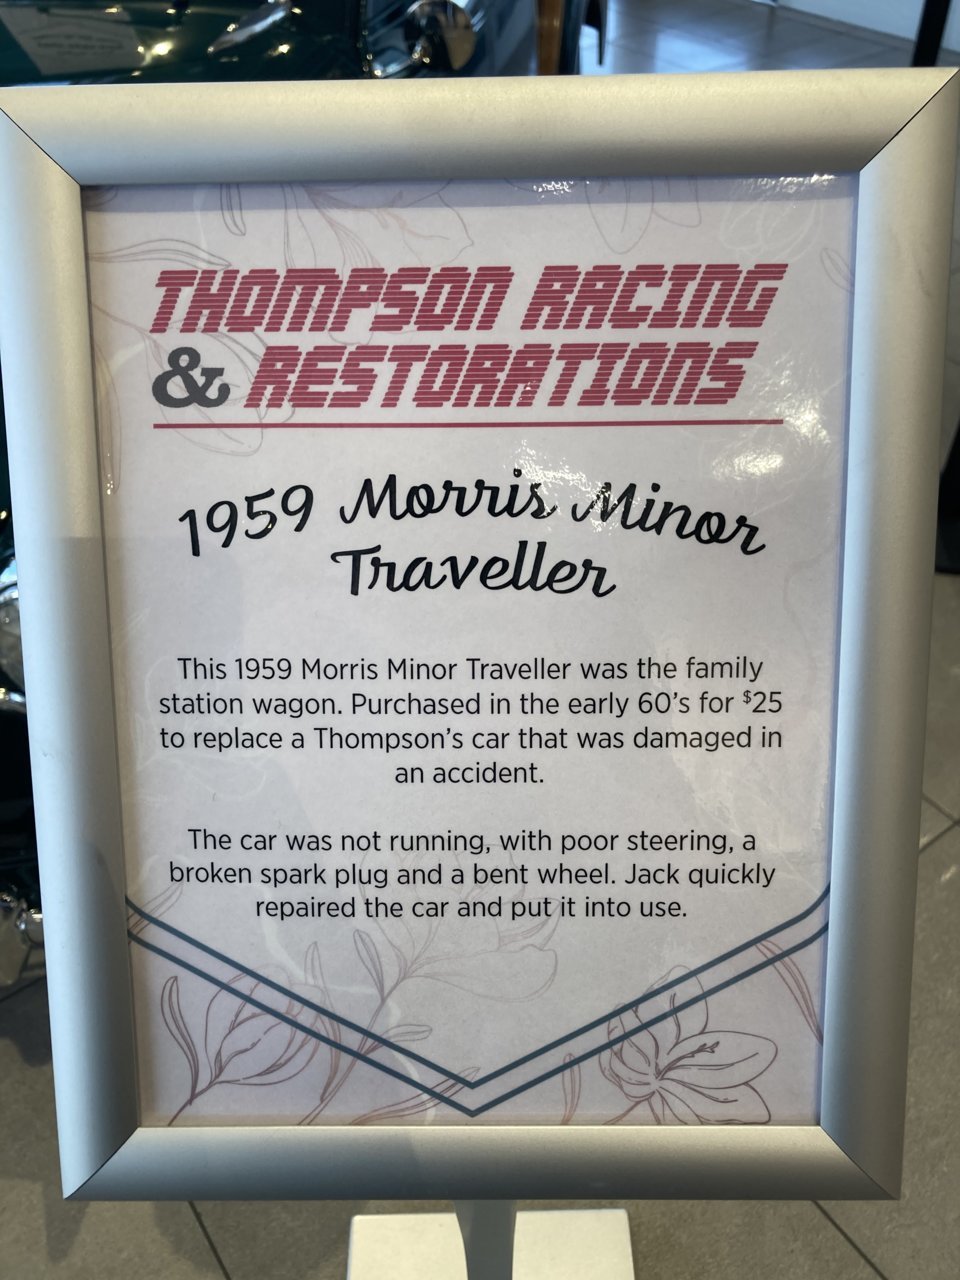 THOMPSON RACING
& RESTORATIONS
1959 Morris Minor
Traveller
This 1959 Morris Minor Traveller was the family
station wagon. Purchased in the early 60's for $25
to replace a Thompson's car that was damaged in
an accident.
The car was not running, with poor steering, a
broken spark plug and a bent wheel. Jack quickly
repaired the car and put it into use.